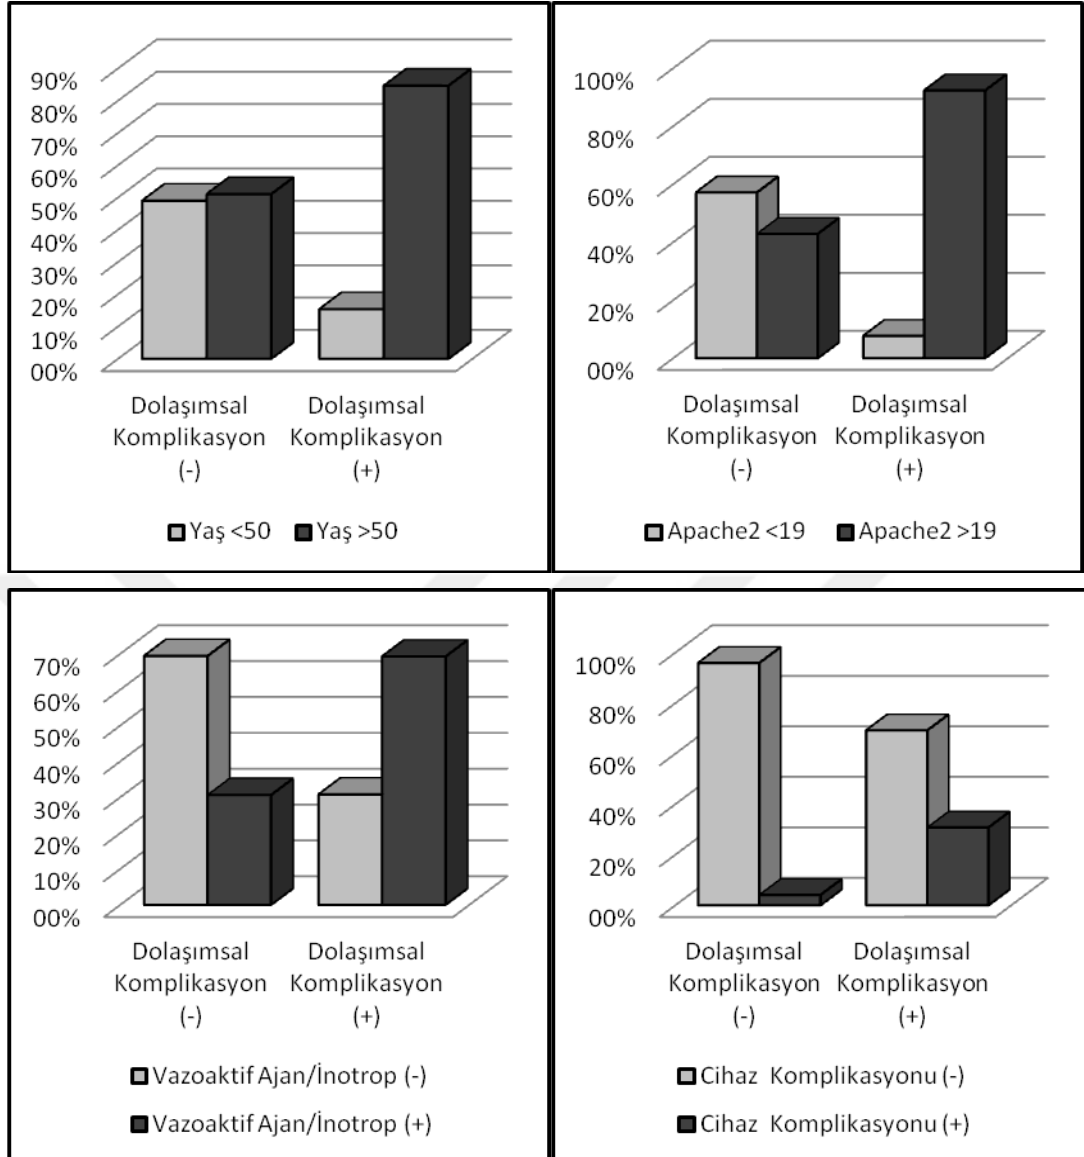 90%
80%
70%
60%
50%
40%
30%
20%
10%
00%
Dolaşımsal Komplikasyon (-)
Dolaşımsal Komplikasyon (+)
Yaş <50 Yaş >50
100%
80%
60%
40%
20%
00%
Dolaşımsal Komplikasyon (-)
Dolaşımsal Komplikasyon (+)
Apache2 <19 Apache2 >19
70%
60%
50%
40%
30%
20%
10%
00%
Dolaşımsal Komplikasyon (-)
Dolaşımsal Komplikasyon (+)
Vazoaktif Ajan/İnotrop (-)
Vazoaktif Ajan/İnotrop (+)
100%
80%
60%
40%
20%
00%
Dolaşımsal Komplikasyon (-)
Dolaşımsal Komplikasyon (+)
Cihaz Komplikasyonu (-)
Cihaz Komplikasyonu (+)